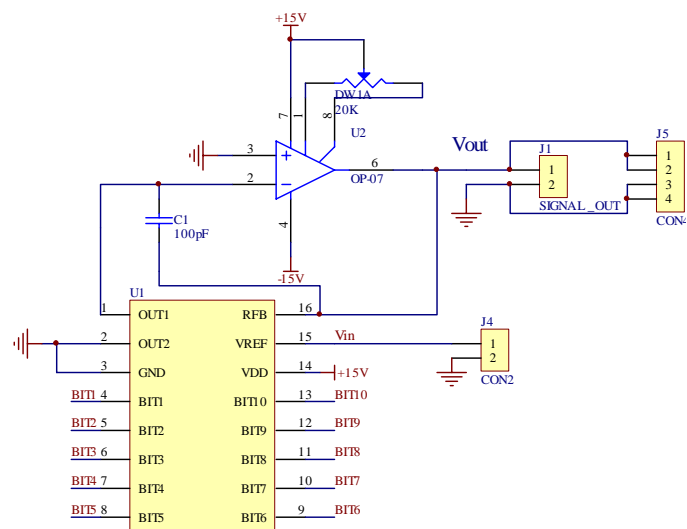 +15V
DW1A
20K
7
1
8
U2
3
2
6
OP-07
4
-15V
Vout
J1
1
2
SIGNAL_OUT
J5
1
2
3
4
CON4
C1
100pF
U1
1 OUT1 RFB 16
2 OUT2 VREF 15 Vin
3 GND VDD 14 +15V
BIT1 4 BIT1 BIT10 13 BIT10
BIT2 5 BIT2 BIT9 12 BIT9
BIT3 6 BIT3 BIT8 11 BIT8
BIT4 7 BIT4 BIT7 10 BIT7
BIT5 8 BIT5 BIT6 9 BIT6
J4
1
2
CON2